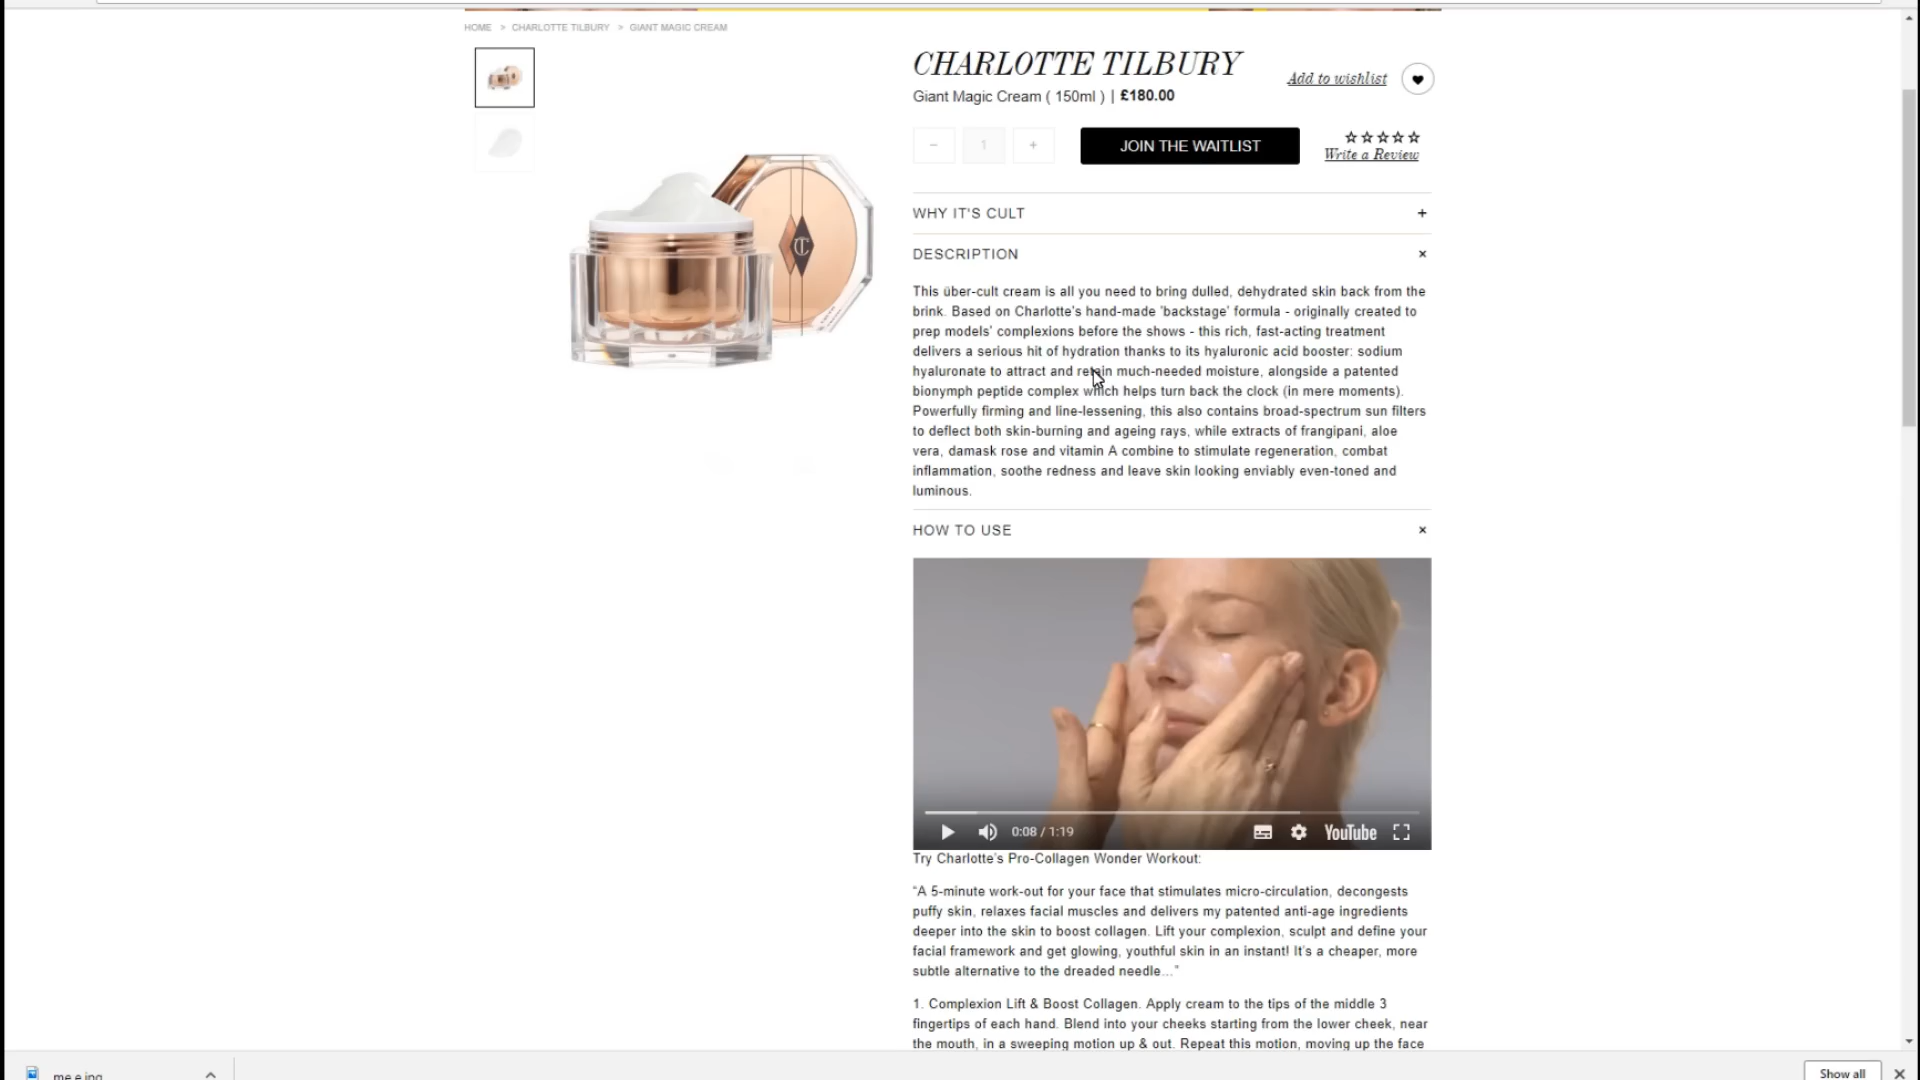 HOME > CHARLOTTE TILBURY > GIANT MAGIC CREAM
CHARLOTTE TILBURY
Add to wishlist
Giant Magic Cream ( 150ml ) | £180.00
− 1 +
JOIN THE WAITLIST
Write a Review
WHY IT'S CULT +
DESCRIPTION ×
This über-cult cream is all you need to bring dulled, dehydrated skin back from the
brink. Based on Charlotte's hand-made 'backstage' formula - originally created to
prep models' complexions before the shows - this rich, fast-acting treatment
delivers a serious hit of hydration thanks to its hyaluronic acid booster: sodium
hyaluronate to attract and retain much-needed moisture, alongside a patented
bionymph peptide complex which helps turn back the clock (in mere moments).
Powerfully firming and line-lessening, this also contains broad-spectrum sun filters
to deflect both skin-burning and ageing rays, while extracts of frangipani, aloe
vera, damask rose and vitamin A combine to stimulate regeneration, combat
inflammation, soothe redness and leave skin looking enviably even-toned and
luminous.
HOW TO USE ×
0:08 / 1:19
YouTube
Try Charlotte's Pro-Collagen Wonder Workout:
“A 5-minute work-out for your face that stimulates micro-circulation, decongests
puffy skin, relaxes facial muscles and delivers my patented anti-age ingredients
deeper into the skin to boost collagen. Lift your complexion, sculpt and define your
facial framework and get glowing, youthful skin in an instant! It's a cheaper, more
subtle alternative to the dreaded needle…”
1. Complexion Lift & Boost Collagen. Apply cream to the tips of the middle 3
fingertips of each hand. Blend into your cheeks starting from the lower cheek, near
the mouth, in a sweeping motion up & out. Repeat this motion, moving up the face
me e.jpg
Show all